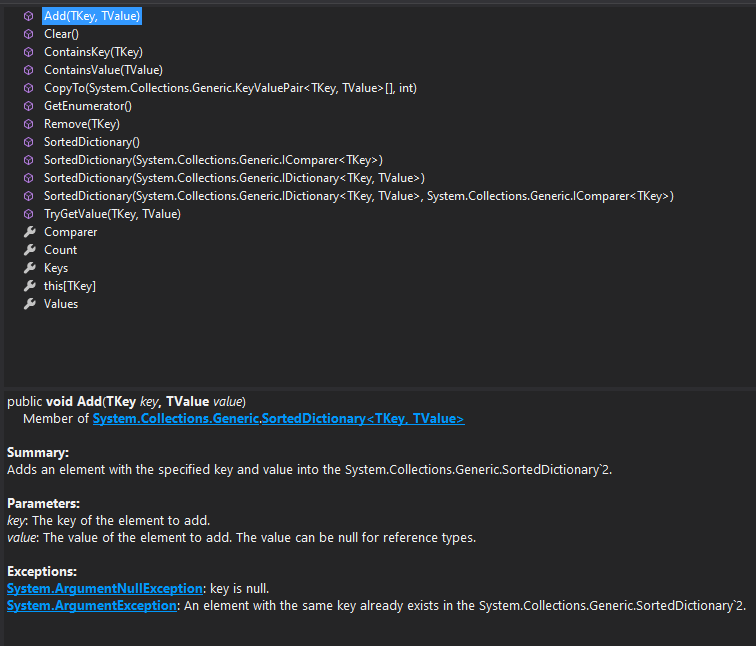 Add(TKey, TValue)
Clear()
ContainsKey(TKey)
ContainsValue(TValue)
CopyTo(System.Collections.Generic.KeyValuePair<TKey, TValue>[], int)
GetEnumerator()
Remove(TKey)
SortedDictionary()
SortedDictionary(System.Collections.Generic.IComparer<TKey>)
SortedDictionary(System.Collections.Generic.IDictionary<TKey, TValue>)
SortedDictionary(System.Collections.Generic.IDictionary<TKey, TValue>, System.Collections.Generic.IComparer<TKey>)
TryGetValue(TKey, TValue)
Comparer
Count
Keys
this[TKey]
Values
public void Add(TKey key, TValue value)
Member of System.Collections.Generic.SortedDictionary<TKey, TValue>
Summary:
Adds an element with the specified key and value into the System.Collections.Generic.SortedDictionary`2.
Parameters:
key: The key of the element to add.
value: The value of the element to add. The value can be null for reference types.
Exceptions:
System.ArgumentNullException: key is null.
System.ArgumentException: An element with the same key already exists in the System.Collections.Generic.SortedDictionary`2.